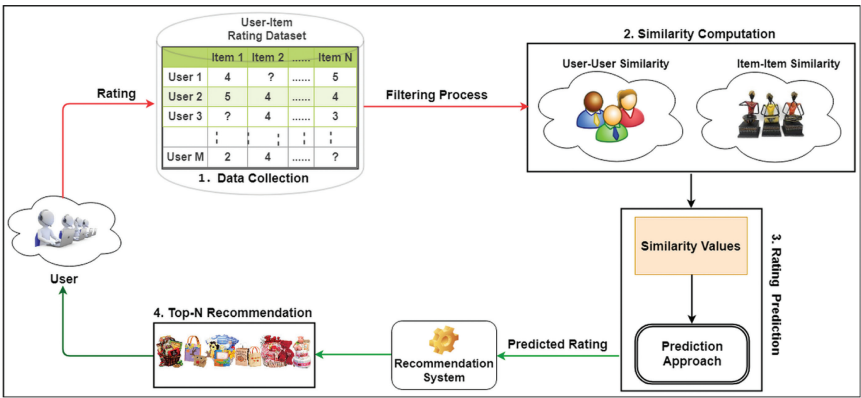 User-Item
Rating Dataset
Item 1 Item 2 ...... Item N
User 1 4 ? ...... 5
User 2 5 4 ...... 4
User 3 ? 4 ...... 3
User M 2 4 ...... ?
1. Data Collection
Rating
Filtering Process
2. Similarity Computation
User-User Similarity
Item-Item Similarity
Similarity Values
Prediction
Approach
3. Rating Prediction
Predicted Rating
Recommendation
System
4. Top-N Recommendation
User